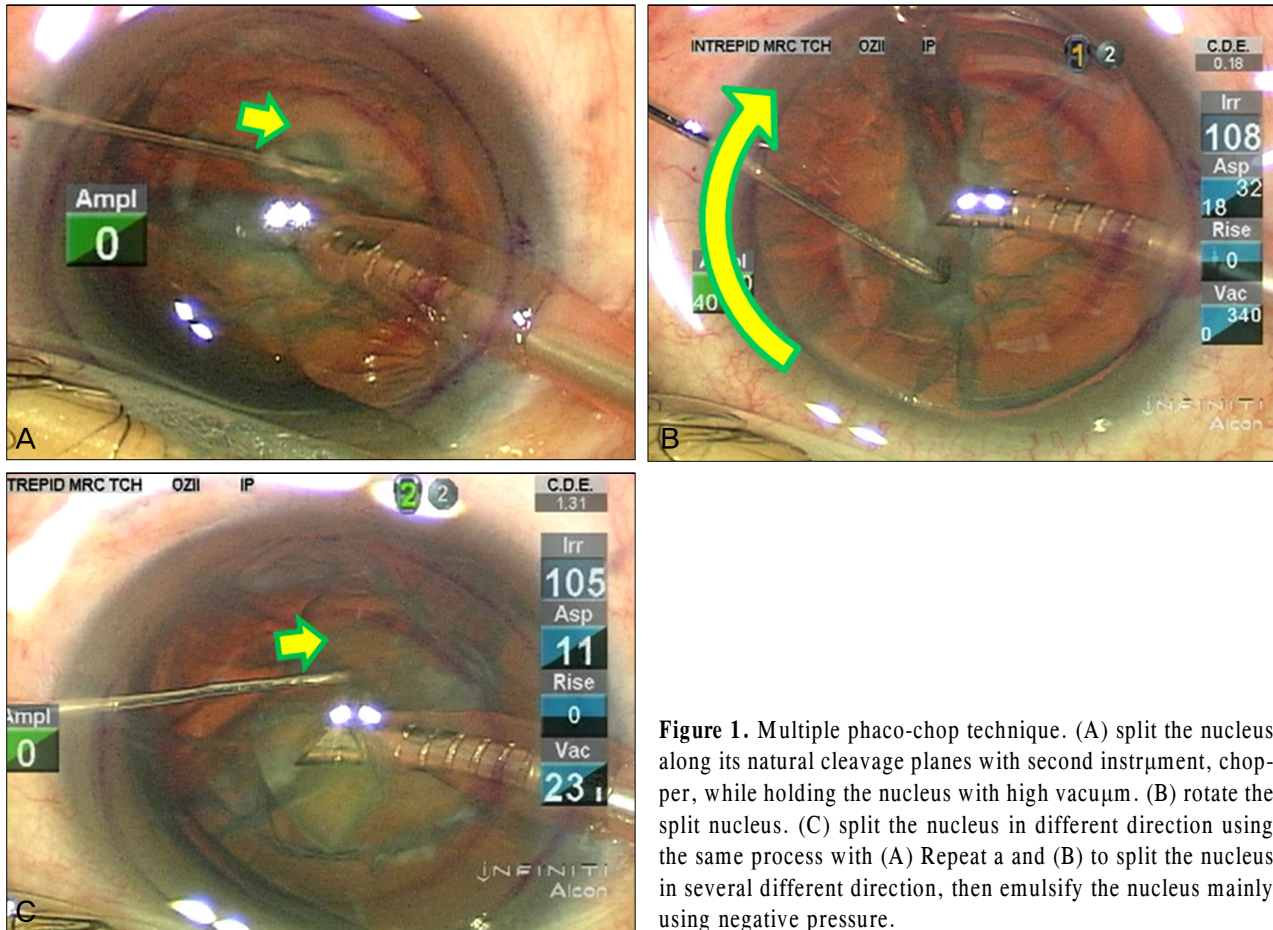 Ampl
0
A
INTREPID MRC TCH OZII IP 1 2
C.D.E.
0.18
Irr
108
Asp
32
18
Rise
0
Vac
340
0
40
INFINITI
Alcon
B
TREPID MRC TCH OZII IP 2 2
C.D.E.
1.31
Irr
105
Asp
11
Rise
0
Vac
23
Ampl
0
INFINITI
Alcon
C
Figure 1. Multiple phaco-chop technique. (A) split the nucleus
along its natural cleavage planes with second instrμment, chop-
per, while holding the nucleus with high vacuμm. (B) rotate the
split nucleus. (C) split the nucleus in different direction using
the same process with (A) Repeat a and (B) to split the nucleus
in several different direction, then emulsify the nucleus mainly
using negative pressure.